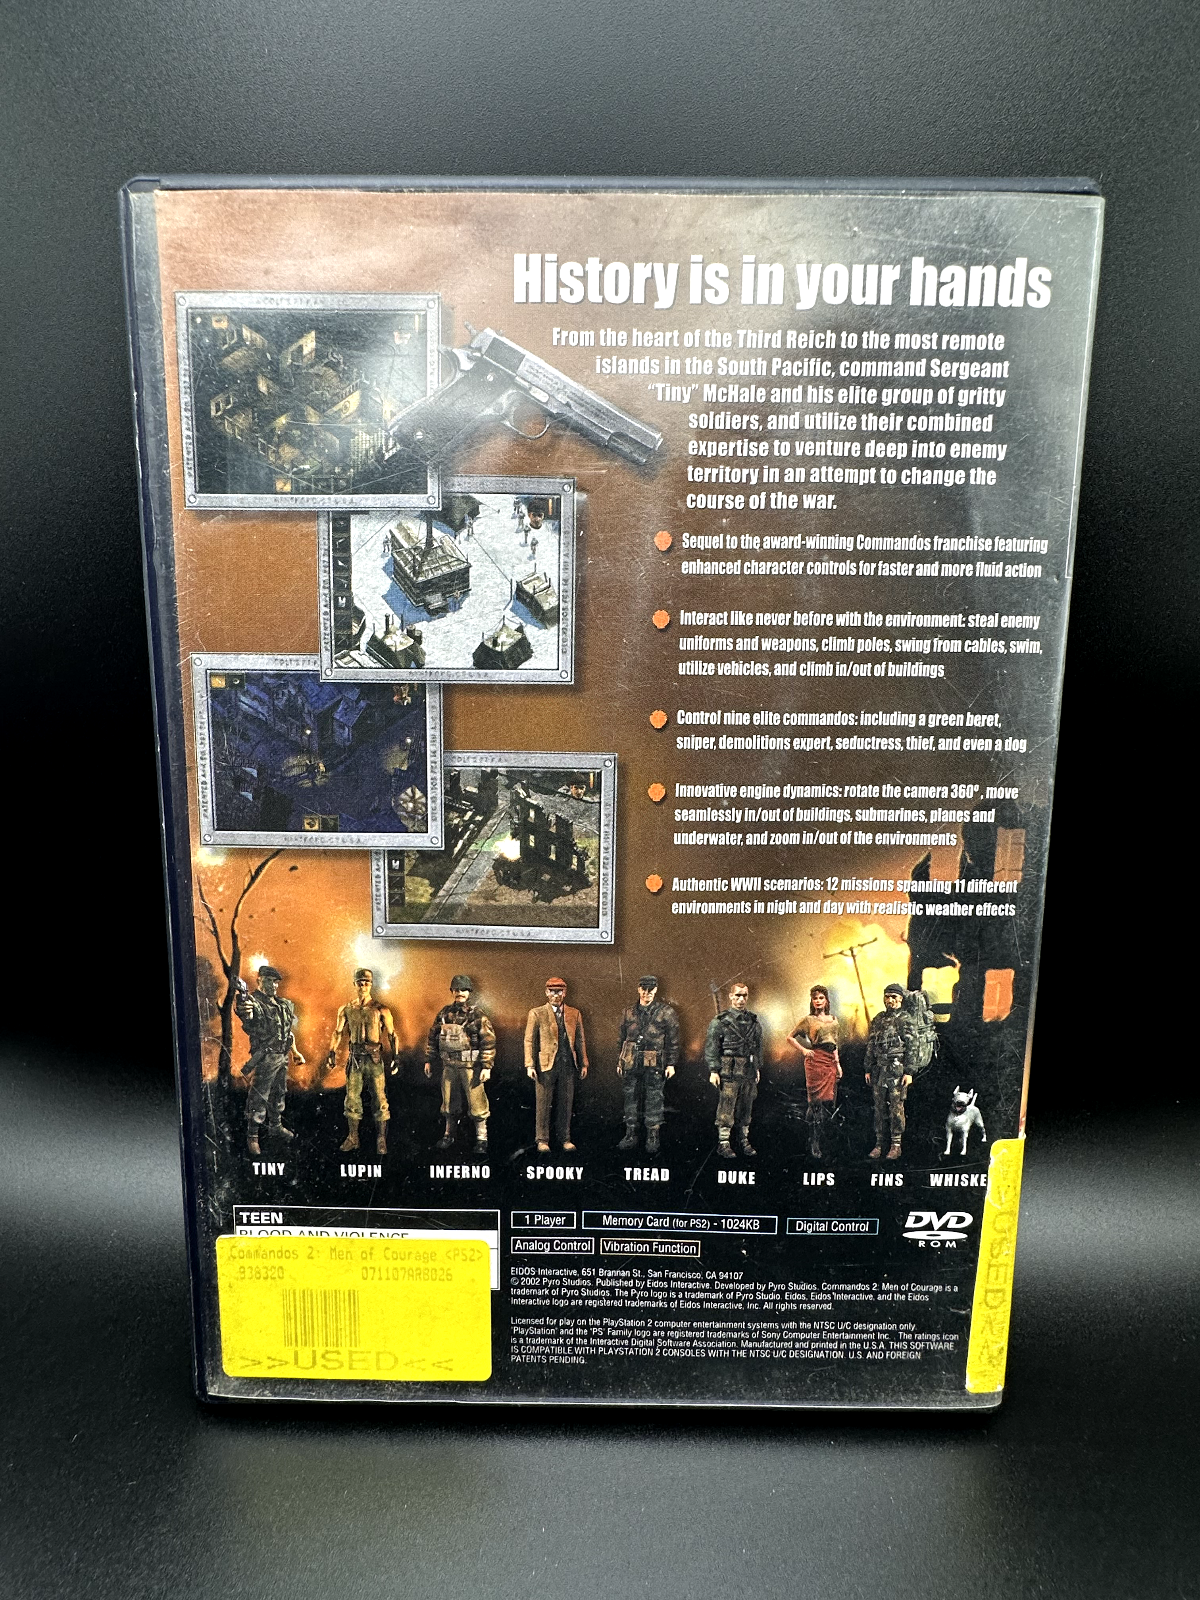 History is in your hands
From the heart of the Third Reich to the most remote
islands in the South Pacific, command Sergeant
"Tiny" McHale and his elite group of gritty
soldiers, and utilize their combined
expertise to venture deep into enemy
territory in an attempt to change the
course of the war.
Sequel to the award-winning Commandos franchise featuring
enhanced character controls for faster and more fluid action
Interact like never before with the environment: steal enemy
uniforms and weapons, climb poles, swing from cables, swim,
utilize vehicles, and climb in/out of buildings
Control nine elite commandos: including a green beret,
sniper, demolitions expert, seductress, thief, and even a dog
Innovative engine dynamics: rotate the camera 360°, move
seamlessly in/out of buildings, submarines, planes and
underwater, and zoom in/out of the environments
Authentic WWII scenarios: 12 missions spanning 11 different
environments in night and day with realistic weather effects
TINY LUPIN INFERNO SPOOKY TREAD DUKE LIPS FINS WHISKE
TEEN
BLOOD AND VIOLENCE
Commandos 2: Men of Courage <PS2>
938320 071107AAB026
>>USED<<
1 Player Memory Card (for PS2) - 1024KB Digital Control
Analog Control Vibration Function
DVD
ROM
EIDOS Interactive, 651 Brannan St., San Francisco, CA 94107
© 2002 Pyro Studios. Published by Eidos Interactive. Developed by Pyro Studios. Commandos 2: Men of Courage is a
trademark of Pyro Studios. The Pyro logo is a trademark of Pyro Studio. Eidos, Eidos Interactive, and the Eidos
Interactive logo are registered trademarks of Eidos Interactive, Inc. All rights reserved.
Licensed for play on the PlayStation 2 computer entertainment systems with the NTSC U/C designation only.
"PlayStation" and the "PS" Family logo are registered trademarks of Sony Computer Entertainment Inc. The ratings icon
is a trademark of the Interactive Digital Software Association. Manufactured and printed in the U.S.A. THIS SOFTWARE
IS COMPATIBLE WITH PLAYSTATION 2 CONSOLES WITH THE NTSC U/C DESIGNATION. U.S. AND FOREIGN
PATENTS PENDING.